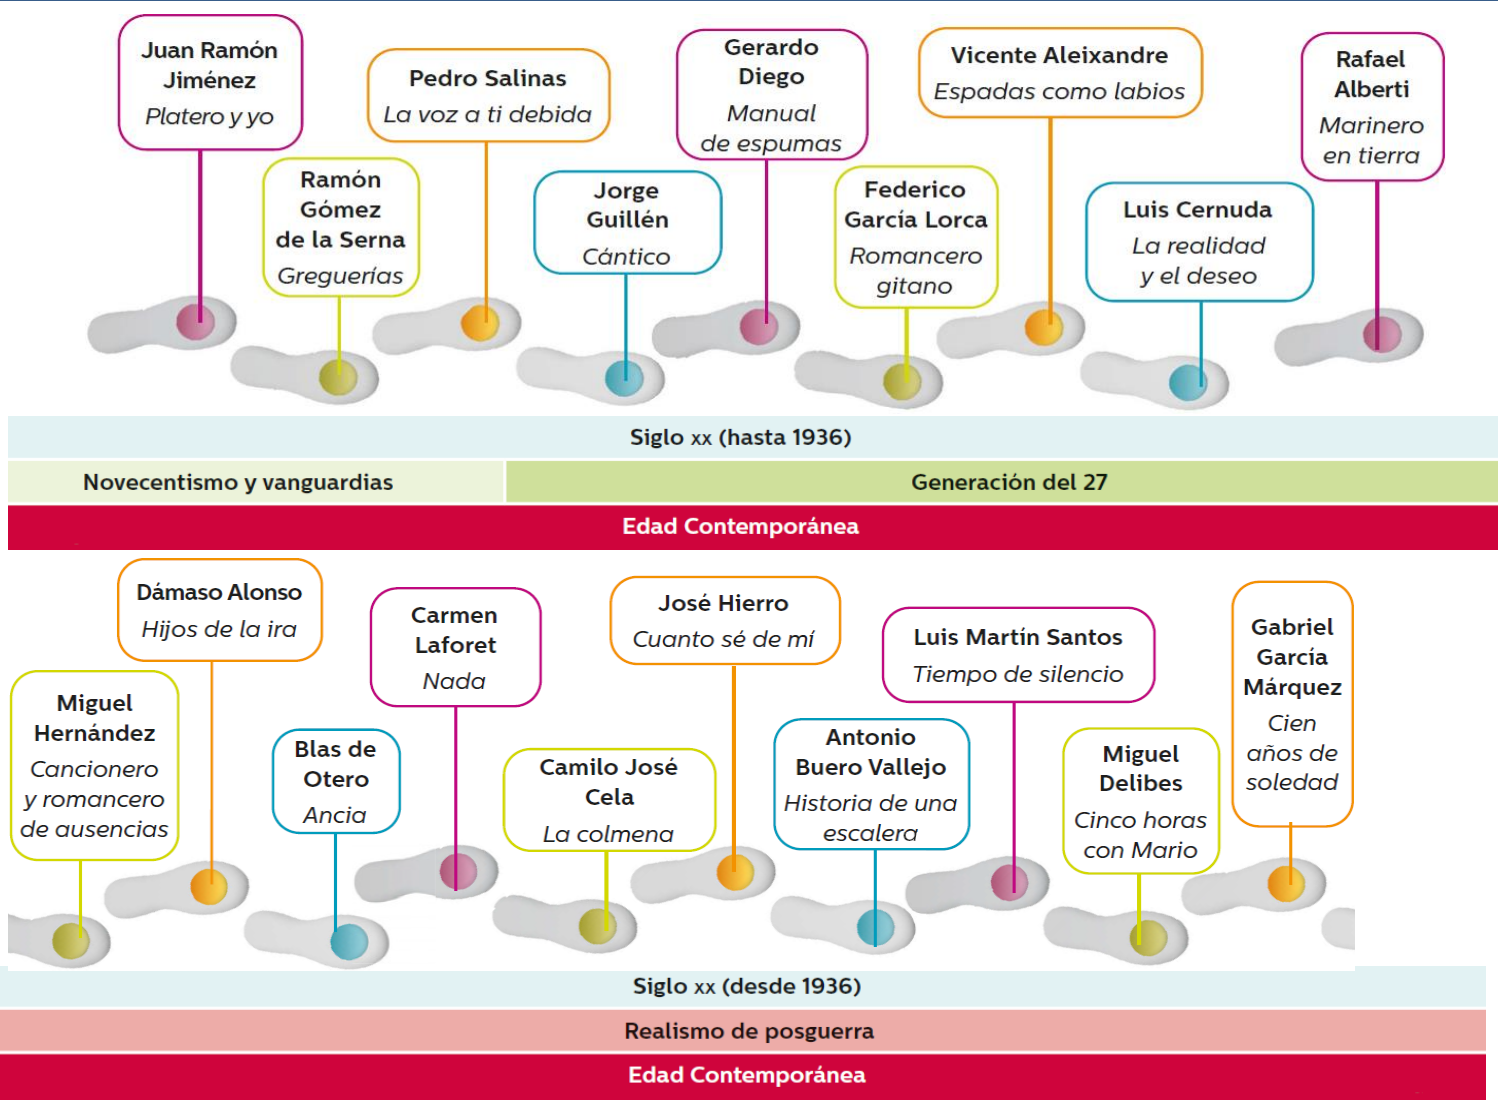 Juan Ramón
Jiménez
Platero y yo
Ramón
Gómez
de la Serna
Greguerías
Pedro Salinas
La voz a ti debida
Jorge
Guillén
Cántico
Gerardo
Diego
Manual
de espumas
Federico
García Lorca
Romancero
gitano
Vicente Aleixandre
Espadas como labios
Luis Cernuda
La realidad
y el deseo
Rafael
Alberti
Marinero
en tierra
Siglo XX (hasta 1936)
Novecentismo y vanguardias
Generación del 27
Edad Contemporánea
Miguel
Hernández
Cancionero
y romancero
de ausencias
Dámaso Alonso
Hijos de la ira
Blas de
Otero
Ancia
Carmen
Laforet
Nada
Camilo José
Cela
La colmena
José Hierro
Cuanto sé de mí
Antonio
Buero Vallejo
Historia de una
escalera
Luis Martín Santos
Tiempo de silencio
Miguel
Delibes
Cinco horas
con Mario
Gabriel
García
Márquez
Cien
años de
soledad
Siglo XX (desde 1936)
Realismo de posguerra
Edad Contemporánea